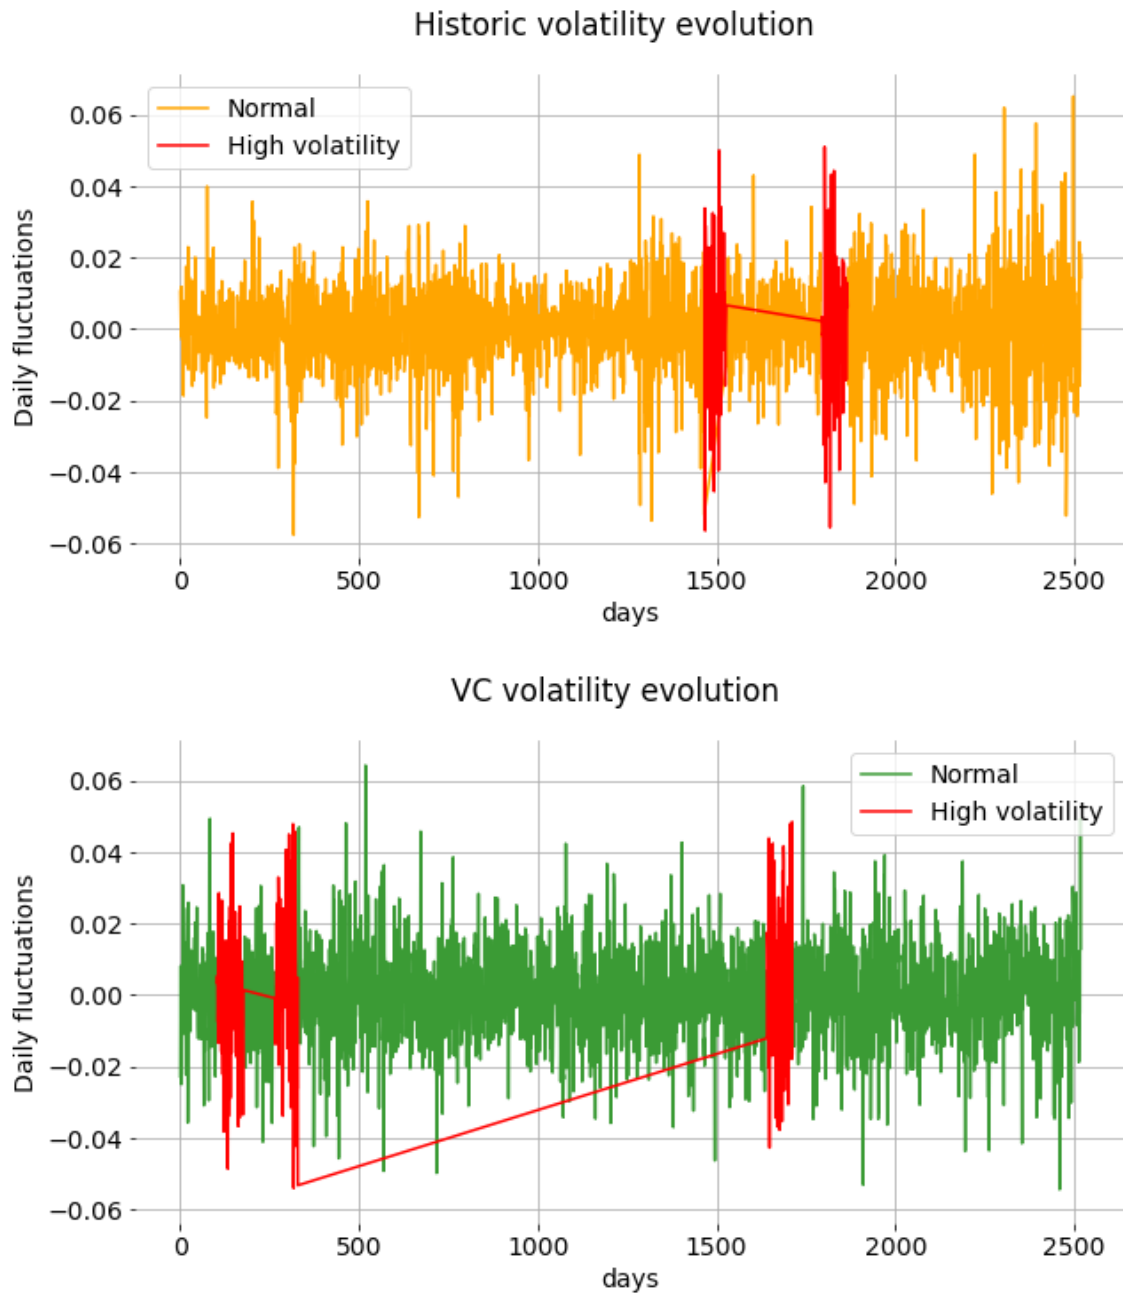 Historic volatility evolution
Normal
High volatility
0.06
0.04
0.02
0.00
−0.02
−0.04
−0.06
Daily fluctuations
0 500 1000 1500 2000 2500
days
VC volatility evolution
Normal
High volatility
0.06
0.04
0.02
0.00
−0.02
−0.04
−0.06
Daily fluctuations
0 500 1000 1500 2000 2500
days